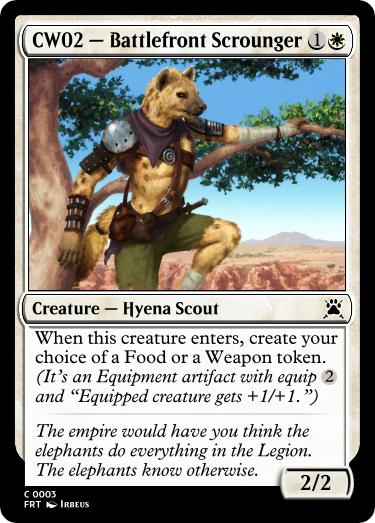 CW02 — Battlefront Scrounger 1
Creature — Hyena Scout
When this creature enters, create your
choice of a Food or a Weapon token.
(It's an Equipment artifact with equip 2
and “Equipped creature gets +1/+1.”)
The empire would have you think the
elephants do everything in the Legion.
The elephants know otherwise.
2/2
C 0003
FRT Irbeus